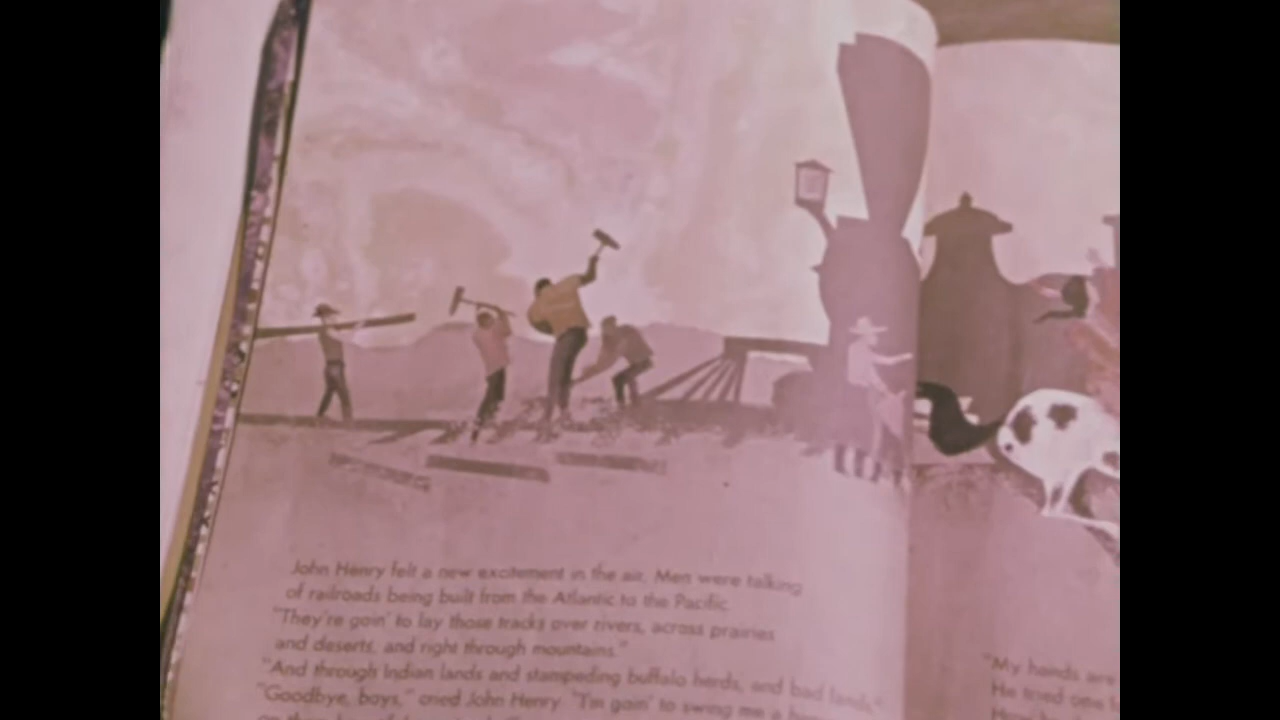 John Henry felt a new excitement in the air. Men were talking
of railroads being built from the Atlantic to the Pacific.
"They're goin' to lay those tracks over rivers, across prairies
and deserts, and right through mountains."
"And through Indian lands and stampeding buffalo herds, and bad lands."
"Goodbye, boys," cried John Henry. "I'm goin' to swing me a
"My hands are
He tried one